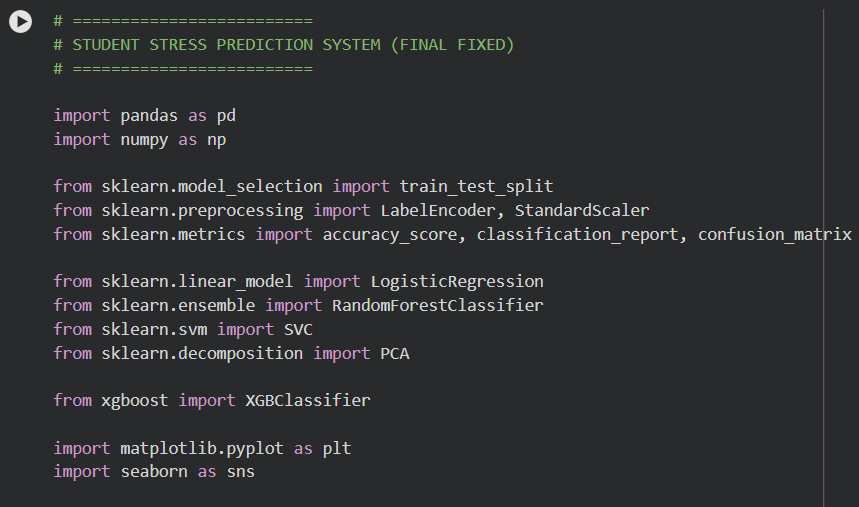 # =========================
# STUDENT STRESS PREDICTION SYSTEM (FINAL FIXED)
# =========================
import pandas as pd
import numpy as np
from sklearn.model_selection import train_test_split
from sklearn.preprocessing import LabelEncoder, StandardScaler
from sklearn.metrics import accuracy_score, classification_report, confusion_matrix
from sklearn.linear_model import LogisticRegression
from sklearn.ensemble import RandomForestClassifier
from sklearn.svm import SVC
from sklearn.decomposition import PCA
from xgboost import XGBClassifier
import matplotlib.pyplot as plt
import seaborn as sns